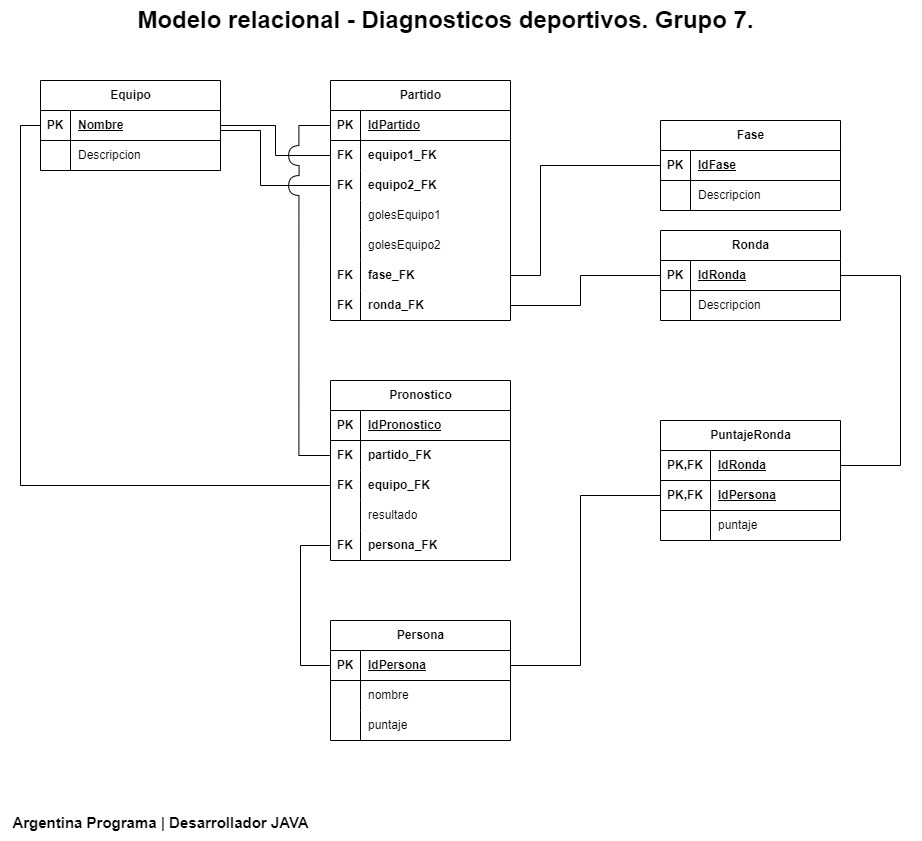 Modelo relacional - Diagnosticos deportivos. Grupo 7.
Equipo
PK Nombre
Descripcion
Partido
PK IdPartido
FK equipo1_FK
FK equipo2_FK
golesEquipo1
golesEquipo2
FK fase_FK
FK ronda_FK
Fase
PK IdFase
Descripcion
Ronda
PK IdRonda
Descripcion
Pronostico
PK IdPronostico
FK partido_FK
FK equipo_FK
resultado
FK persona_FK
PuntajeRonda
PK,FK IdRonda
PK,FK IdPersona
puntaje
Persona
PK IdPersona
nombre
puntaje
Argentina Programa | Desarrollador JAVA